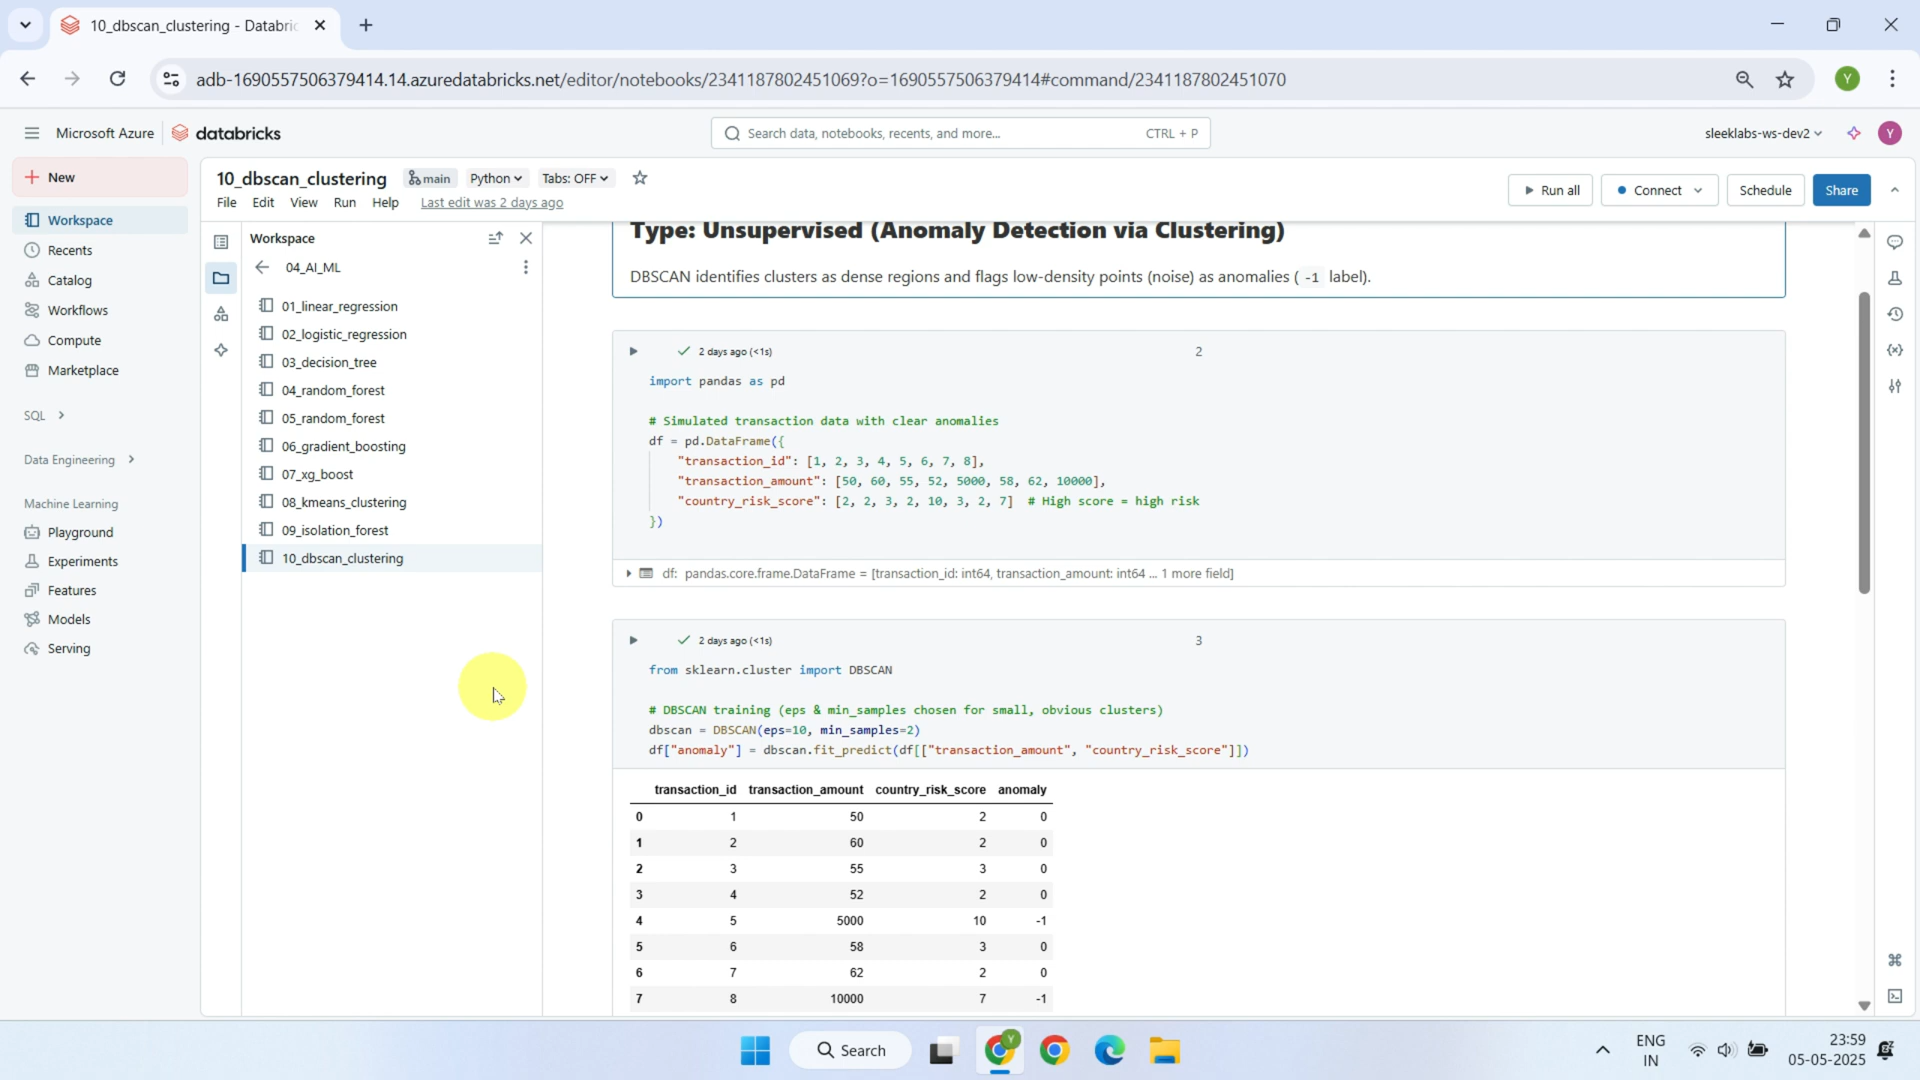 10_dbscan_clustering - Databric
adb-1690557506379414.14.azuredatabricks.net/editor/notebooks/2341187802451069?o=1690557506379414#command/2341187802451070
Y
Microsoft Azure
databricks
Search data, notebooks, recents, and more...
CTRL + P
sleeklabs-ws-dev2
Y
New
Workspace
Recents
Catalog
Workflows
Compute
Marketplace
SQL
Data Engineering
Machine Learning
Playground
Experiments
Features
Models
Serving
10_dbscan_clustering
main
Python
Tabs: OFF
File Edit View Run Help
Last edit was 2 days ago
Run all
Connect
Schedule
Share
Workspace
04_AI_ML
01_linear_regression
02_logistic_regression
03_decision_tree
04_random_forest
05_random_forest
06_gradient_boosting
07_xg_boost
08_kmeans_clustering
09_isolation_forest
10_dbscan_clustering
Type: Unsupervised (Anomaly Detection via Clustering)
DBSCAN identifies clusters as dense regions and flags low-density points (noise) as anomalies ( -1 label).
2 days ago (<1s)
2
import pandas as pd
# Simulated transaction data with clear anomalies
df = pd.DataFrame({
"transaction_id": [1, 2, 3, 4, 5, 6, 7, 8],
"transaction_amount": [50, 60, 55, 52, 5000, 58, 62, 10000],
"country_risk_score": [2, 2, 3, 2, 10, 3, 2, 7] # High score = high risk
})
df: pandas.core.frame.DataFrame = [transaction_id: int64, transaction_amount: int64 ... 1 more field]
2 days ago (<1s)
3
from sklearn.cluster import DBSCAN
# DBSCAN training (eps & min_samples chosen for small, obvious clusters)
dbscan = DBSCAN(eps=10, min_samples=2)
df["anomaly"] = dbscan.fit_predict(df[["transaction_amount", "country_risk_score"]])
transaction_id transaction_amount country_risk_score anomaly
0 1 50 2 0
1 2 60 2 0
2 3 55 3 0
3 4 52 2 0
4 5 5000 10 -1
5 6 58 3 0
6 7 62 2 0
7 8 10000 7 -1
Search
Y
ENG
IN
23:59
05-05-2025